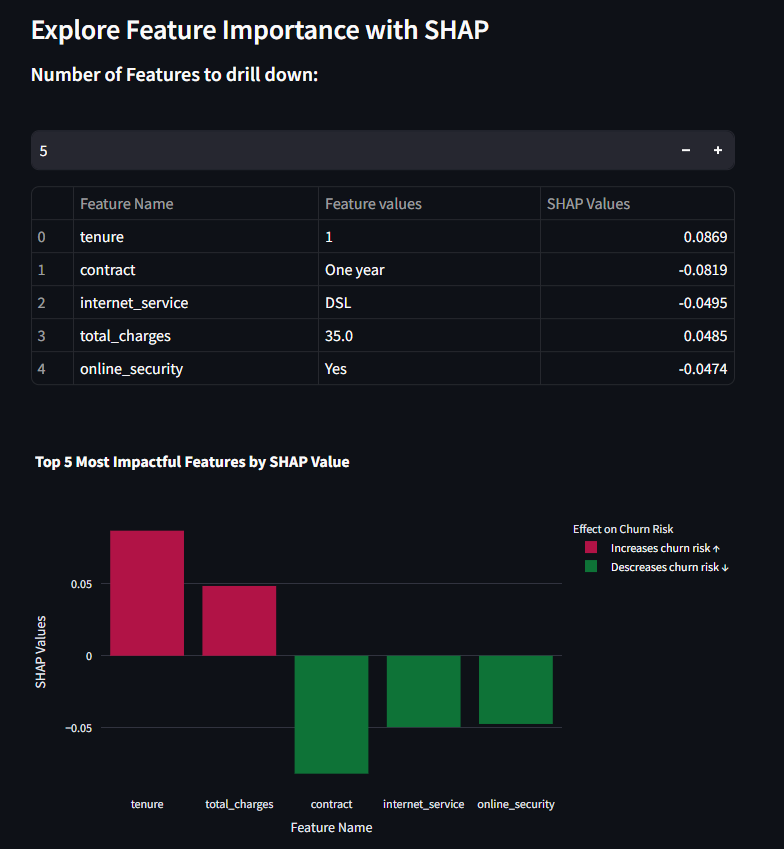 Explore Feature Importance with SHAP
Number of Features to drill down:
5 − +
Feature Name Feature values SHAP Values
0 tenure 1 0.0869
1 contract One year -0.0819
2 internet_service DSL -0.0495
3 total_charges 35.0 0.0485
4 online_security Yes -0.0474
Top 5 Most Impactful Features by SHAP Value
Effect on Churn Risk
Increases churn risk ↑
Descreases churn risk ↓
0.05
0
−0.05
SHAP Values
tenure total_charges contract internet_service online_security
Feature Name